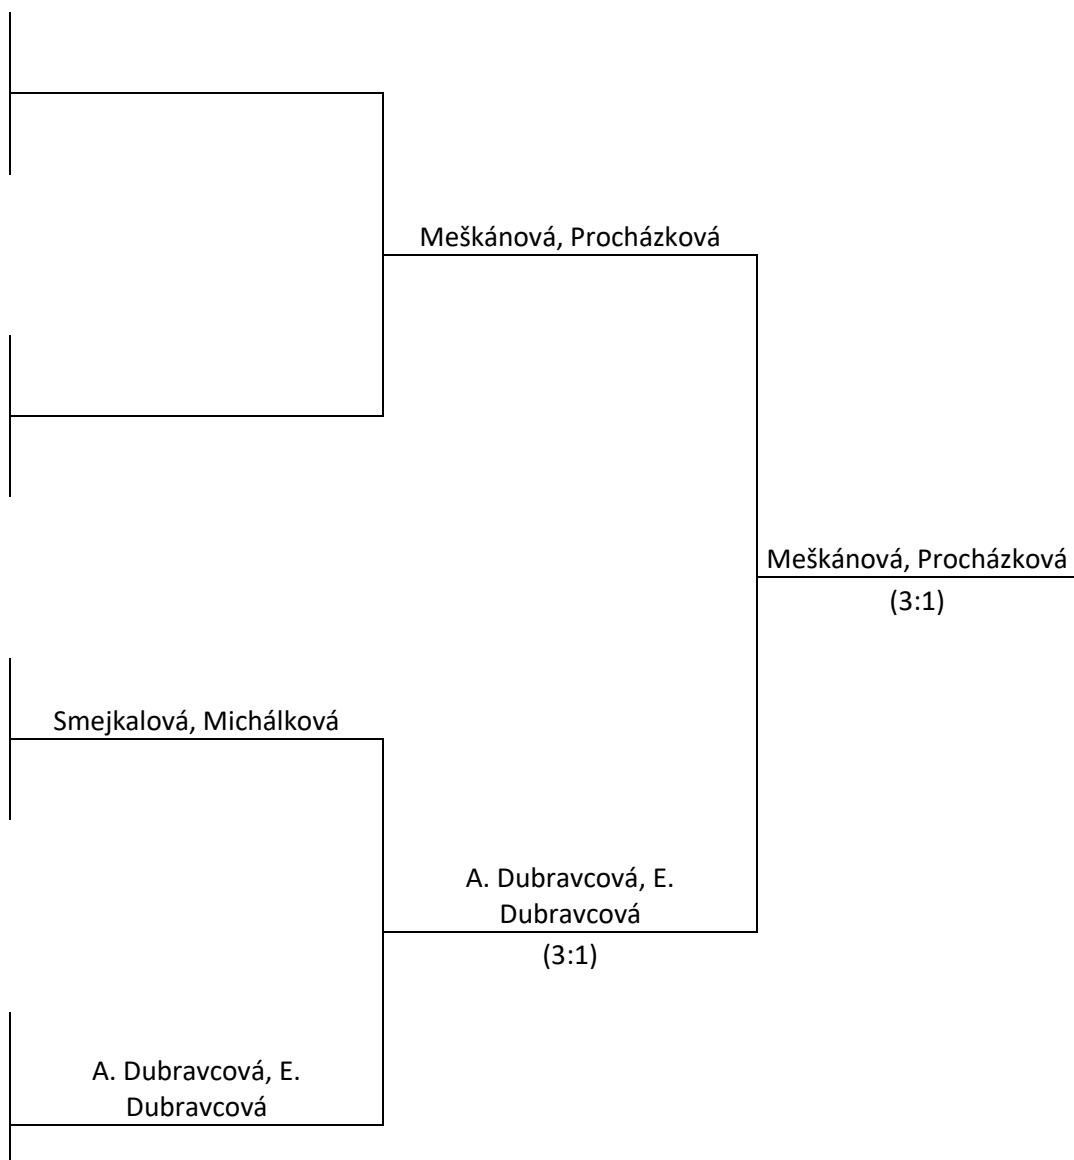 Meškánová, Procházková
Meškánová, Procházková
(3:1)
Smejkalová, Michálková
A. Dubravcová, E.
Dubravcová
(3:1)
A. Dubravcová, E.
Dubravcová